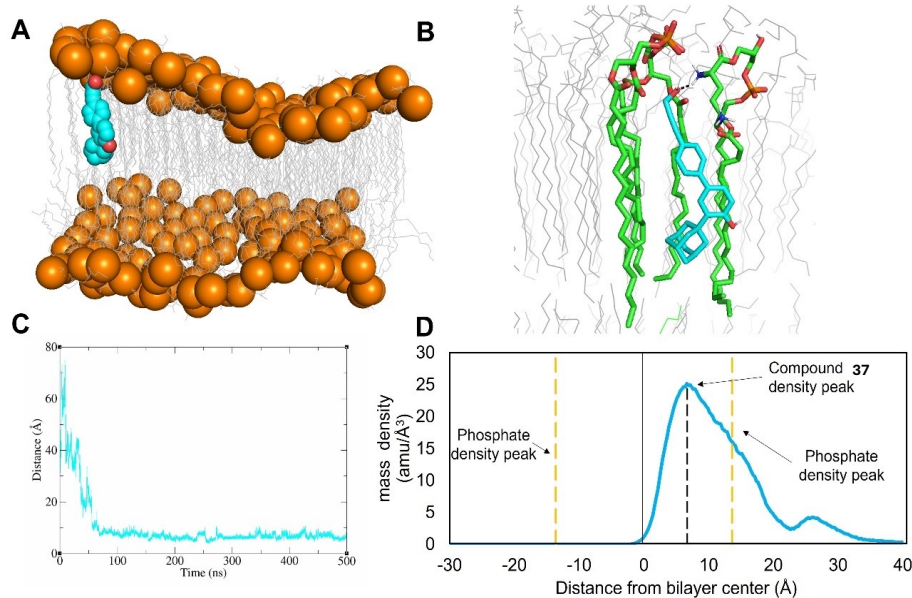 A
B
C
80
60
40
20
0
Distance (Å)
0 100 200 300 400 500
Time (ns)
D
30
25
20
15
10
5
0
mass density
(amu/Å³)
Compound 37
density peak
Phosphate
density peak
Phosphate
density peak
-30 -20 -10 0 10 20 30 40
Distance from bilayer center (Å)